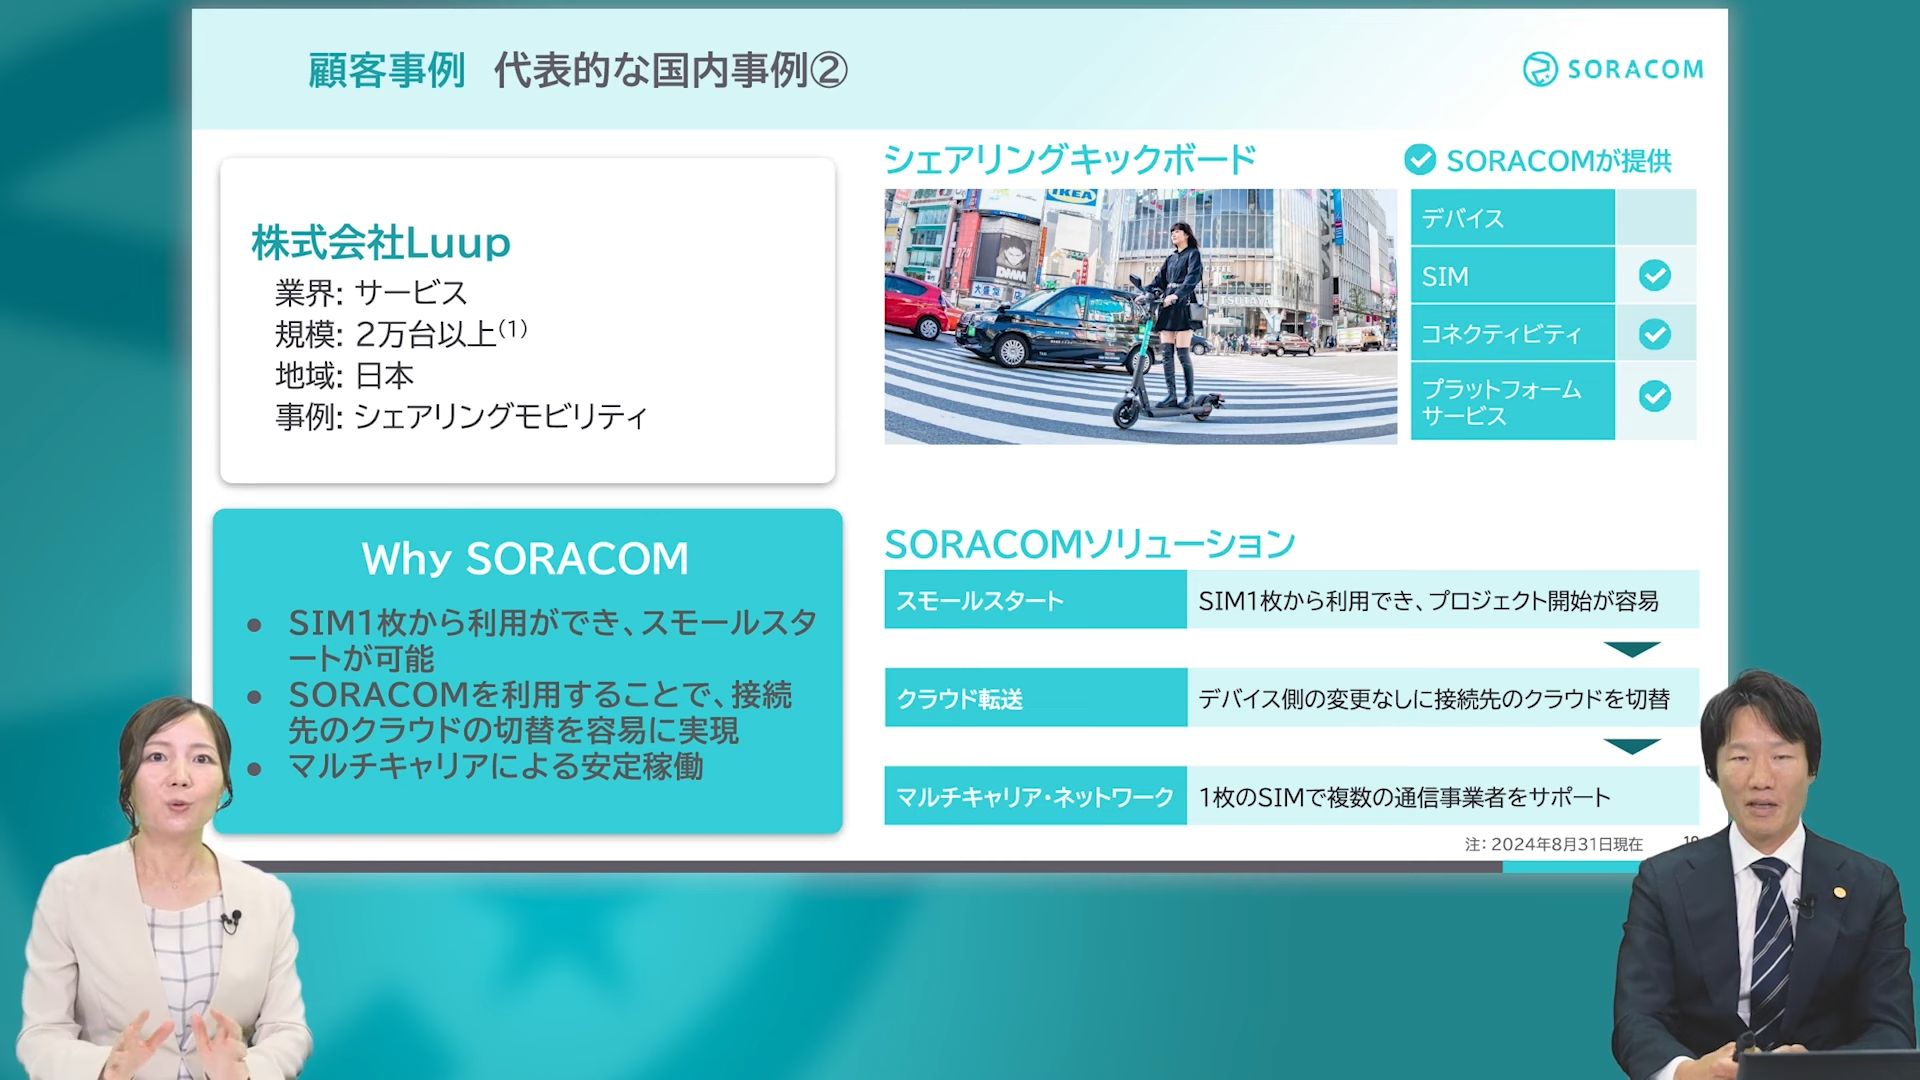 顧客事例 代表的な国内事例②
SORACOM
株式会社Luup
業界: サービス
規模: 2万台以上(1)
地域: 日本
事例: シェアリングモビリティ
シェアリングキックボード
IKEA
DMM
TSUTAYA
SORACOMが提供
デバイス
SIM
コネクティビティ
プラットフォーム
サービス
Why SORACOM
● SIM1枚から利用ができ、スモールスタ
ートが可能
● SORACOMを利用することで、接続
先のクラウドの切替を容易に実現
● マルチキャリアによる安定稼働
SORACOMソリューション
スモールスタート SIM1枚から利用でき、プロジェクト開始が容易
クラウド転送 デバイス側の変更なしに接続先のクラウドを切替
マルチキャリア・ネットワーク 1枚のSIMで複数の通信事業者をサポート
注: 2024年8月31日現在